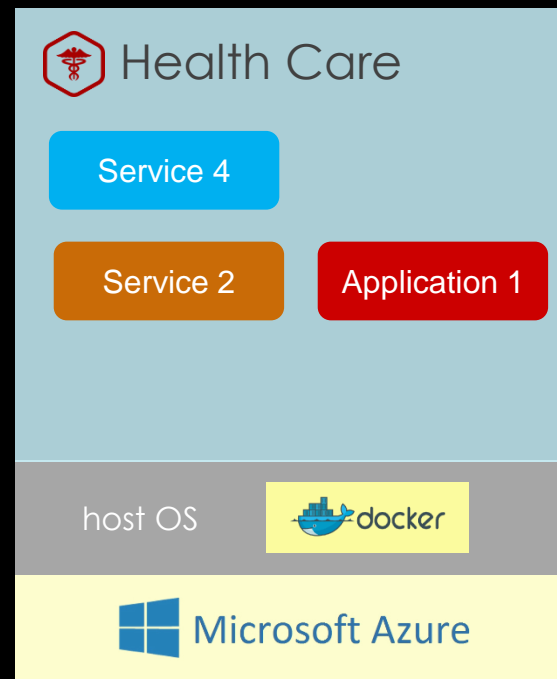 Health Care
Service 4
Service 2
Application 1
host OS
docker
Microsoft Azure